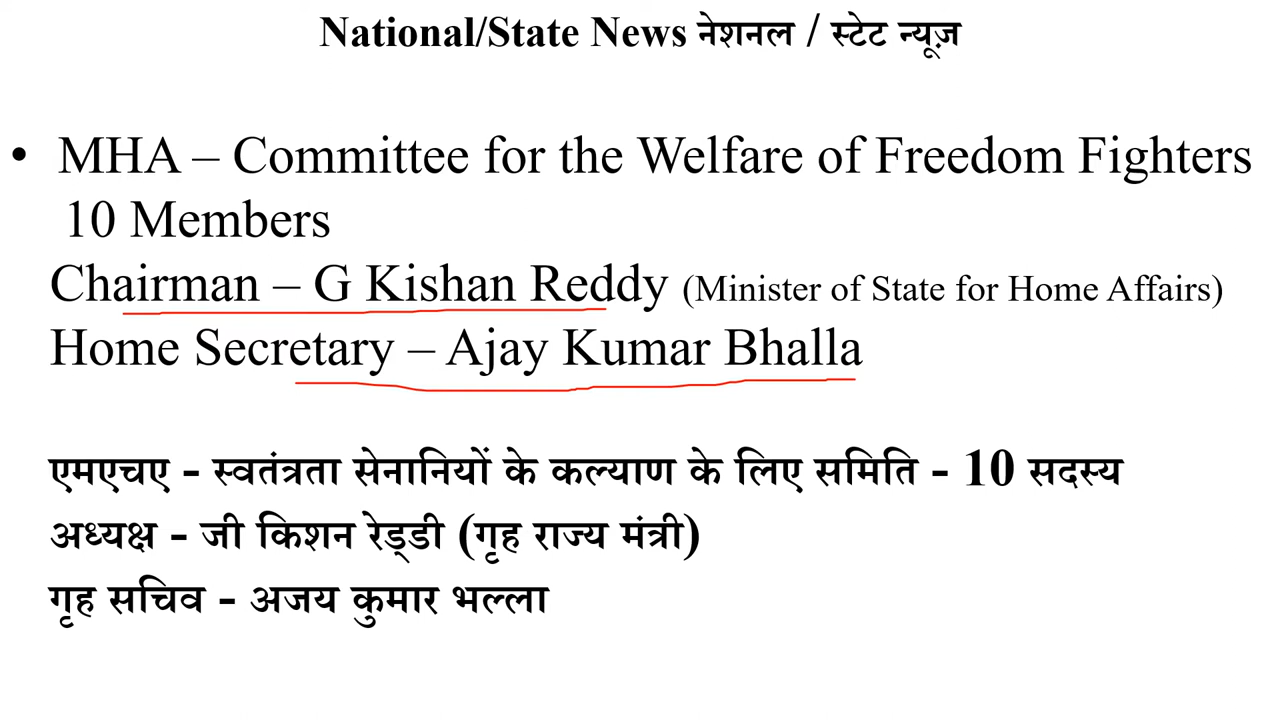 National/State News नेशनल / स्टेट न्यूज़
• MHA – Committee for the Welfare of Freedom Fighters
10 Members
Chairman – G Kishan Reddy (Minister of State for Home Affairs)
Home Secretary – Ajay Kumar Bhalla
एमएचए - स्वतंत्रता सेनानियों के कल्याण के लिए समिति - 10 सदस्य
अध्यक्ष - जी किशन रेड्डी (गृह राज्य मंत्री)
गृह सचिव - अजय कुमार भल्ला